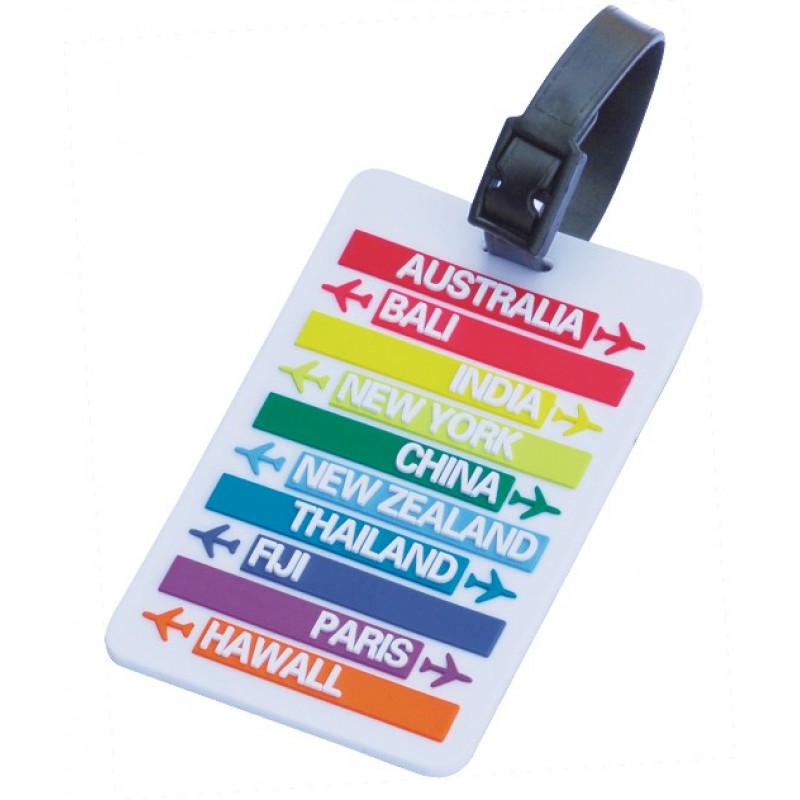 AUSTRALIA
BALI
INDIA
NEW YORK
CHINA
NEW ZEALAND
THAILAND
FIJI
PARIS
HAWALL